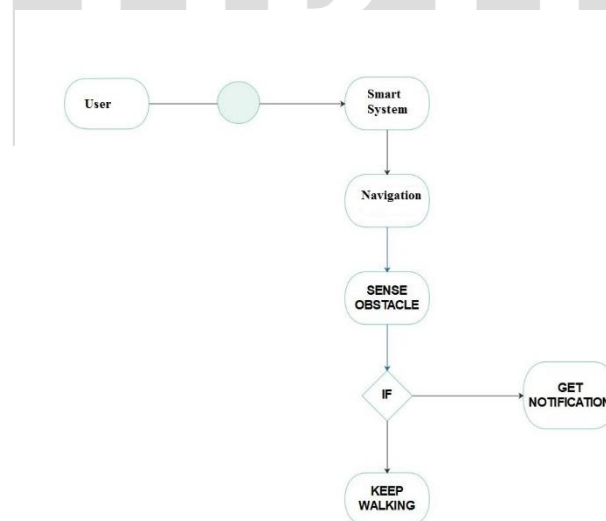 User
Smart
System
Navigation
SENSE
OBSTACLE
IF
GET
NOTIFICATION
KEEP
WALKING